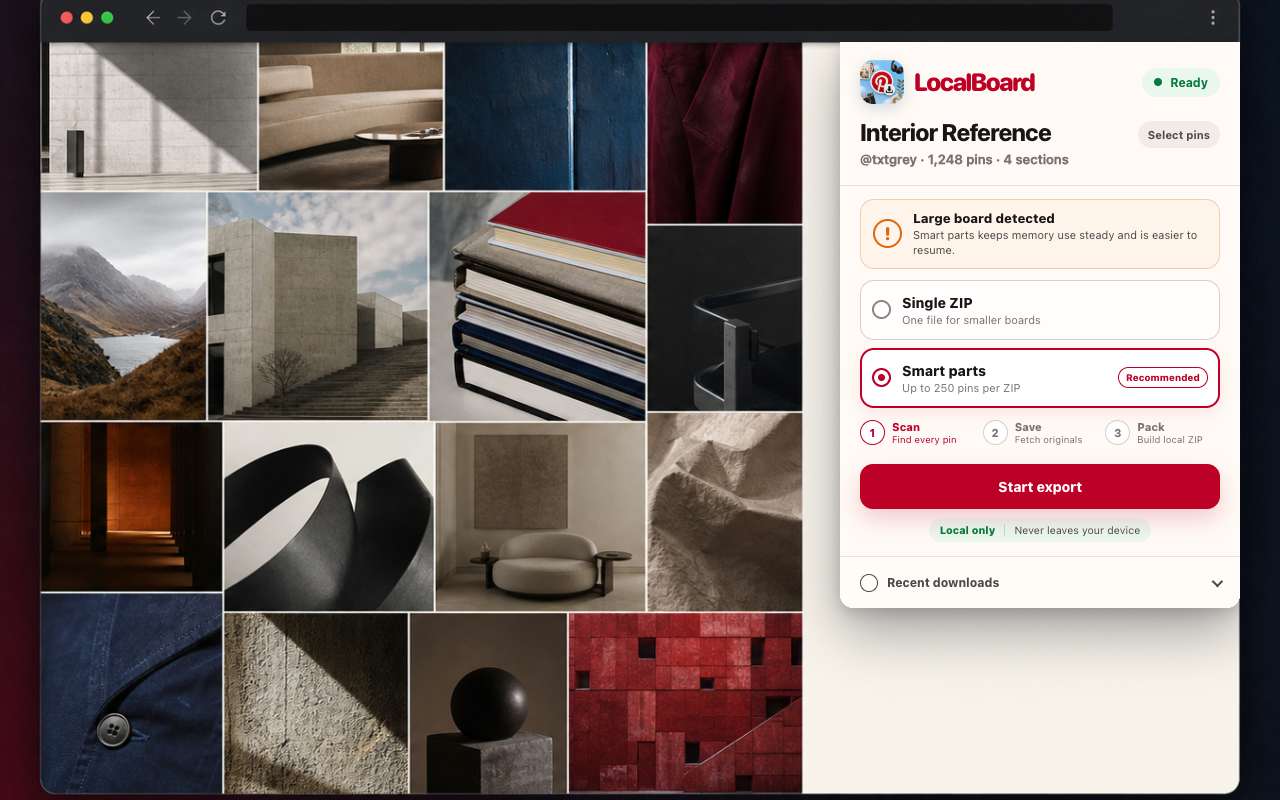 LocalBoard
Ready
Interior Reference
Select pins
@txtgrey · 1,248 pins · 4 sections
Large board detected
Smart parts keeps memory use steady and is easier to
resume.
Single ZIP
One file for smaller boards
Smart parts
Up to 250 pins per ZIP
Recommended
1
Scan
Find every pin
2
Save
Fetch originals
3
Pack
Build local ZIP
Start export
Local only
Never leaves your device
Recent downloads